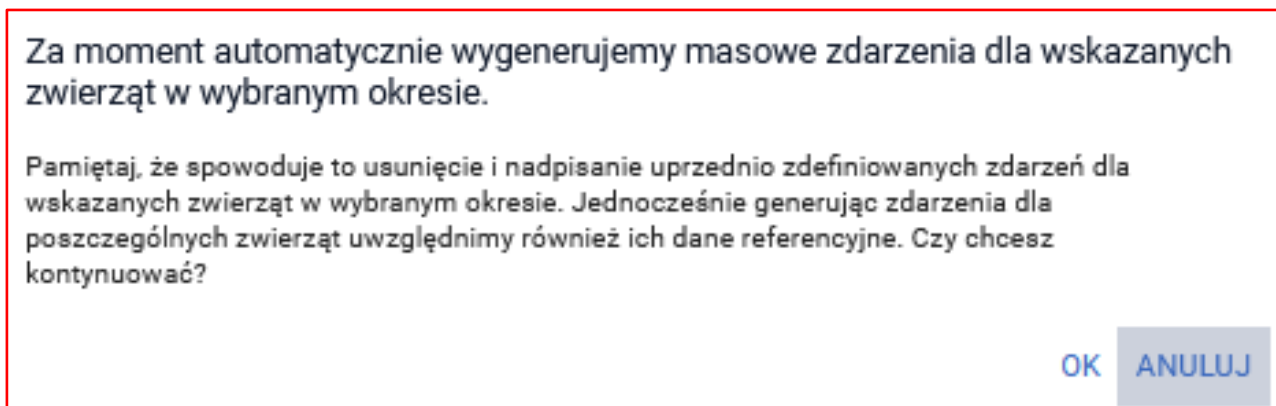 Za moment automatycznie wygenerujemy masowe zdarzenia dla wskazanych
zwierząt w wybranym okresie.
Pamiętaj, że spowoduje to usunięcie i nadpisanie uprzednio zdefiniowanych zdarzeń dla
wskazanych zwierząt w wybranym okresie. Jednocześnie generując zdarzenia dla
poszczególnych zwierząt uwzględnimy również ich dane referencyjne. Czy chcesz
kontynuować?
OK ANULUJ